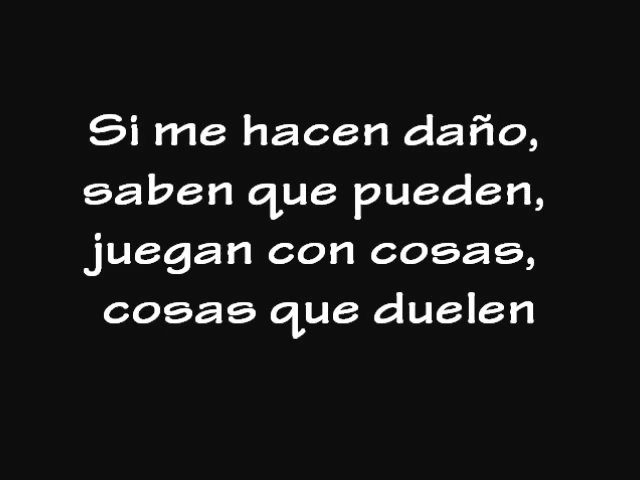 Si me hacen daño,
saben que pueden,
juegan con cosas,
cosas que duelen